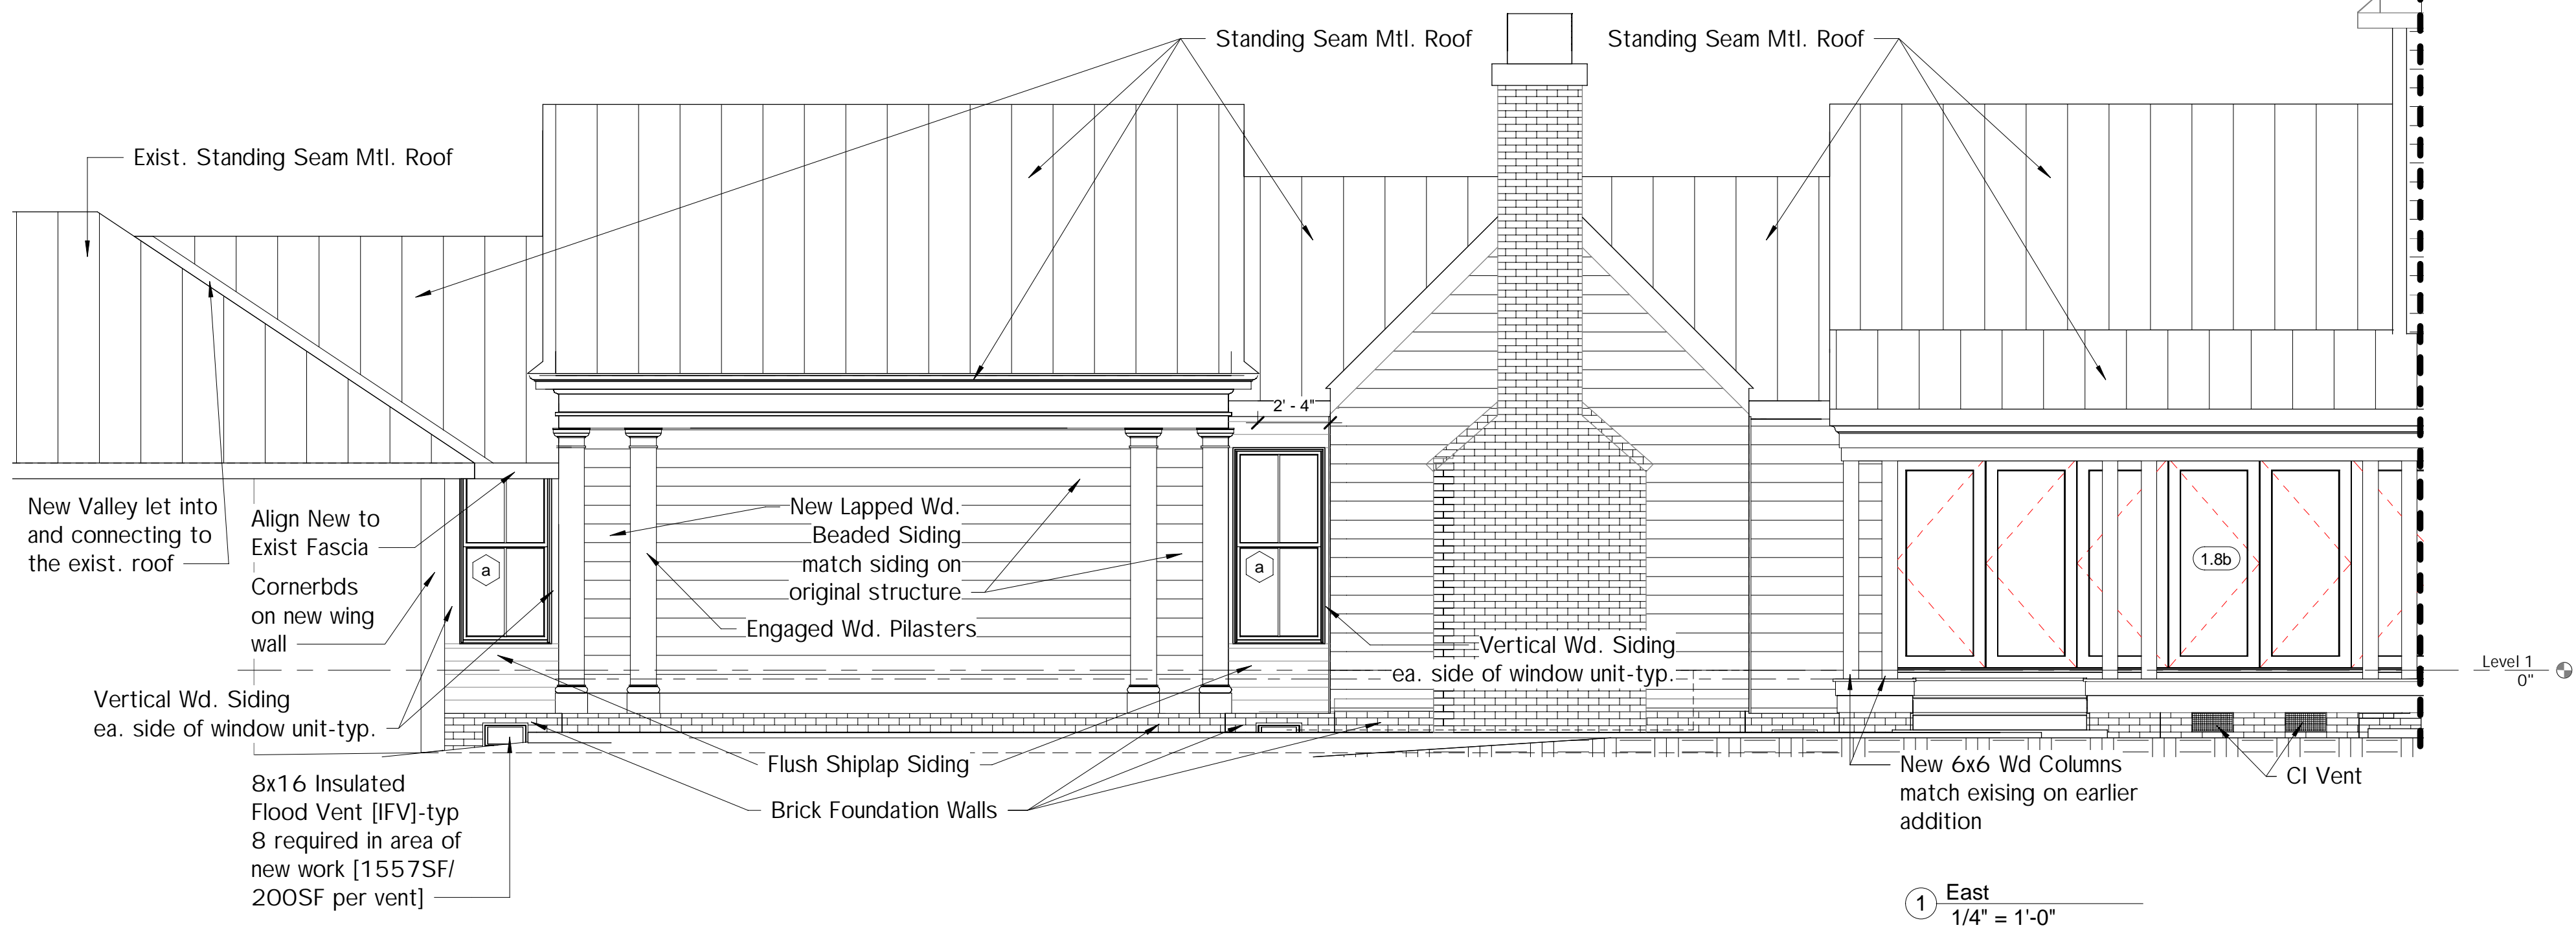 Standing Seam Mtl. Roof
Standing Seam Mtl. Roof
Exist. Standing Seam Mtl. Roof
2' - 4"
New Valley let into
and connecting to
the exist. roof
Align New to
Exist Fascia
Cornerbds
on new wing
wall
a
New Lapped Wd.
Beaded Siding
match siding on
original structure
Engaged Wd. Pilasters
a
1.8b
Vertical Wd. Siding
ea. side of window unit-typ.
Level 1
0"
Vertical Wd. Siding
ea. side of window unit-typ.
Flush Shiplap Siding
Brick Foundation Walls
8x16 Insulated
Flood Vent [IFV]-typ
8 required in area of
new work [1557SF/
200SF per vent]
New 6x6 Wd Columns
match exising on earlier
addition
CI Vent
1
East
1/4" = 1'-0"